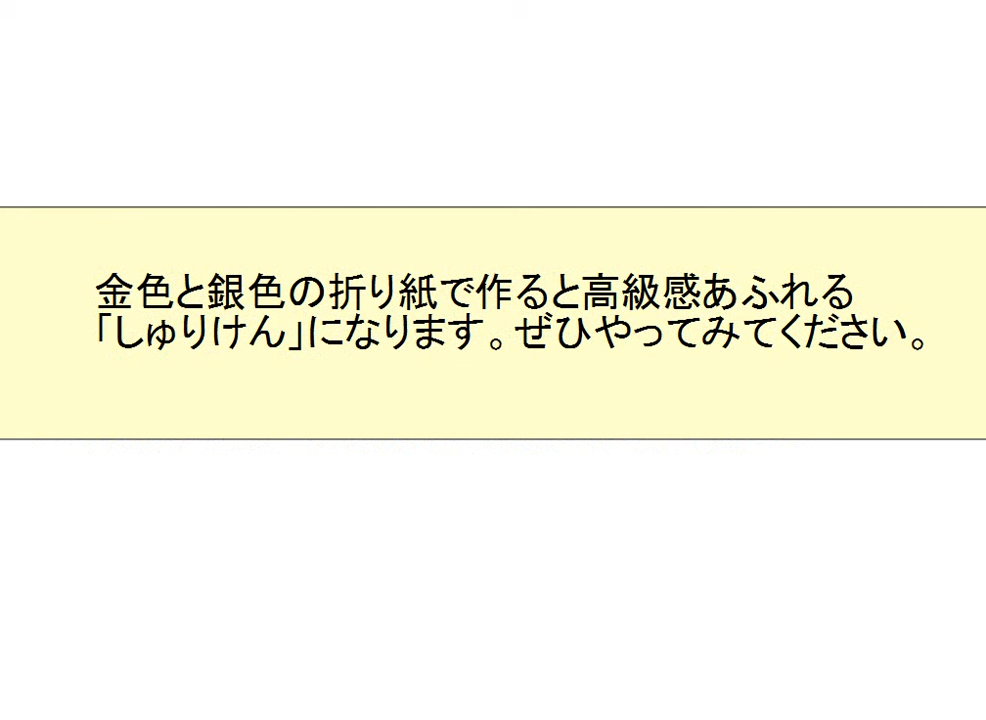 金色と銀色の折り紙で作ると高級感あふれる
「しゅりけん」になります。ぜひやってみてください。